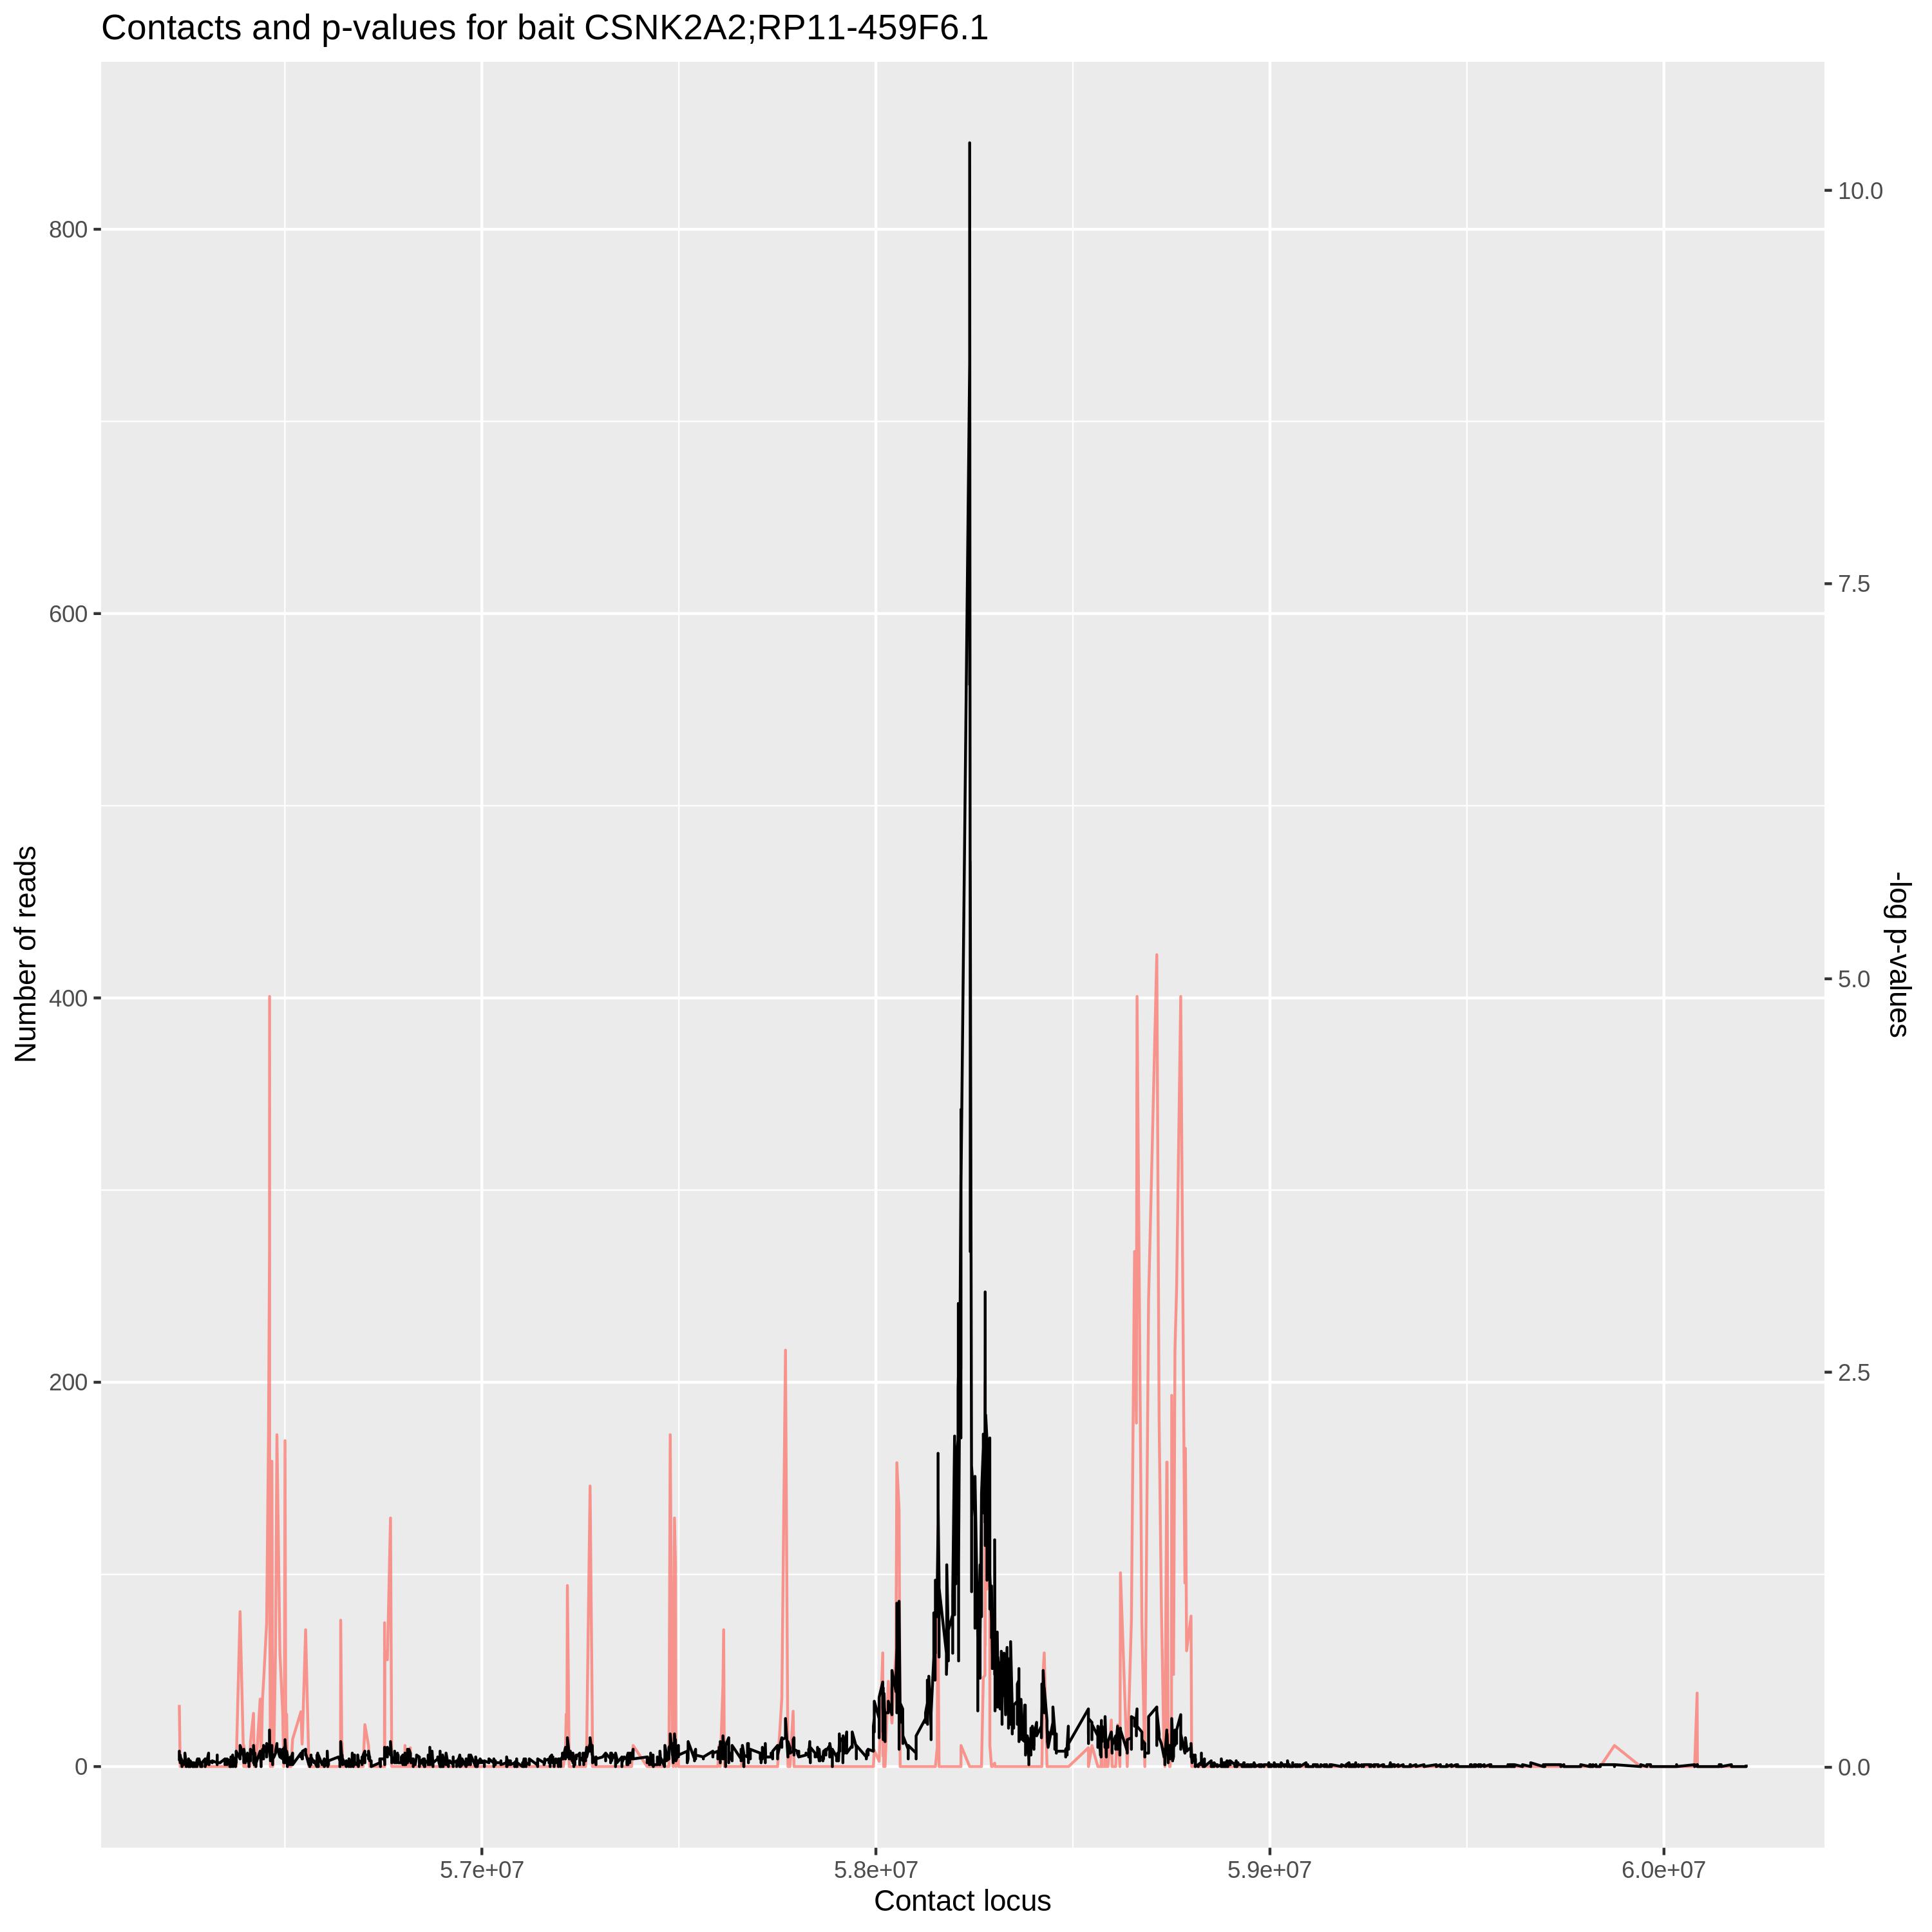 Contacts and p-values for bait CSNK2A2;RP11-459F6.1
Number of reads
800
600
400
200
0
10.0
7.5
5.0
2.5
0.0
-log p-values
5.7e+07 5.8e+07 5.9e+07 6.0e+07
Contact locus